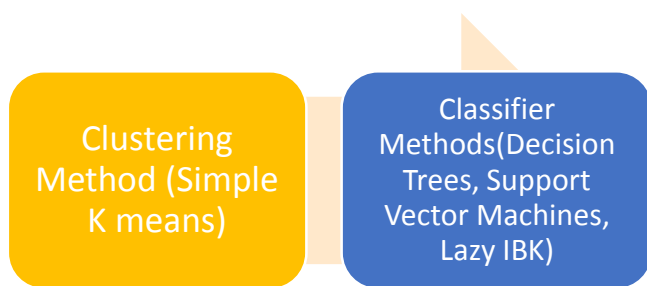 Clustering
Method (Simple
K means)
Classifier
Methods(Decision
Trees, Support
Vector Machines,
Lazy IBK)